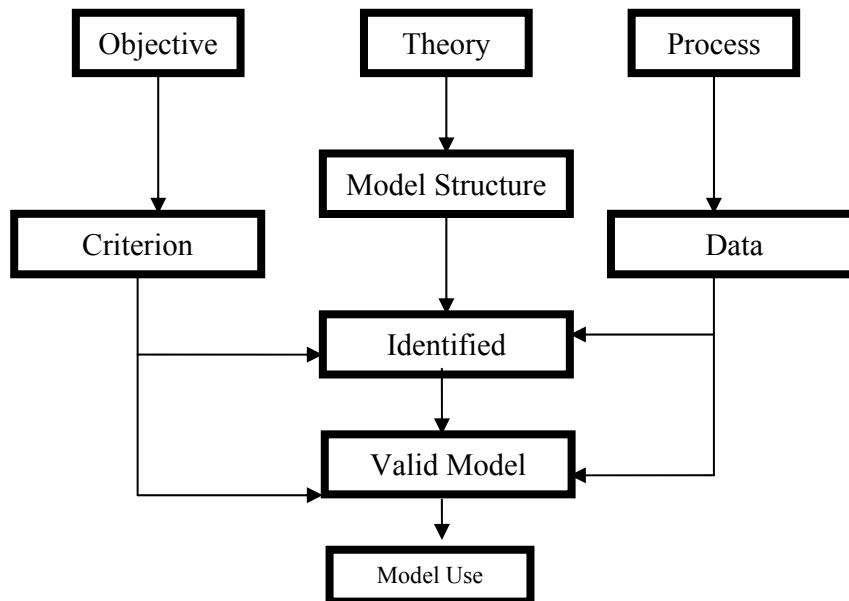 Objective
Theory
Process
Model Structure
Criterion
Data
Identified
Valid Model
Model Use